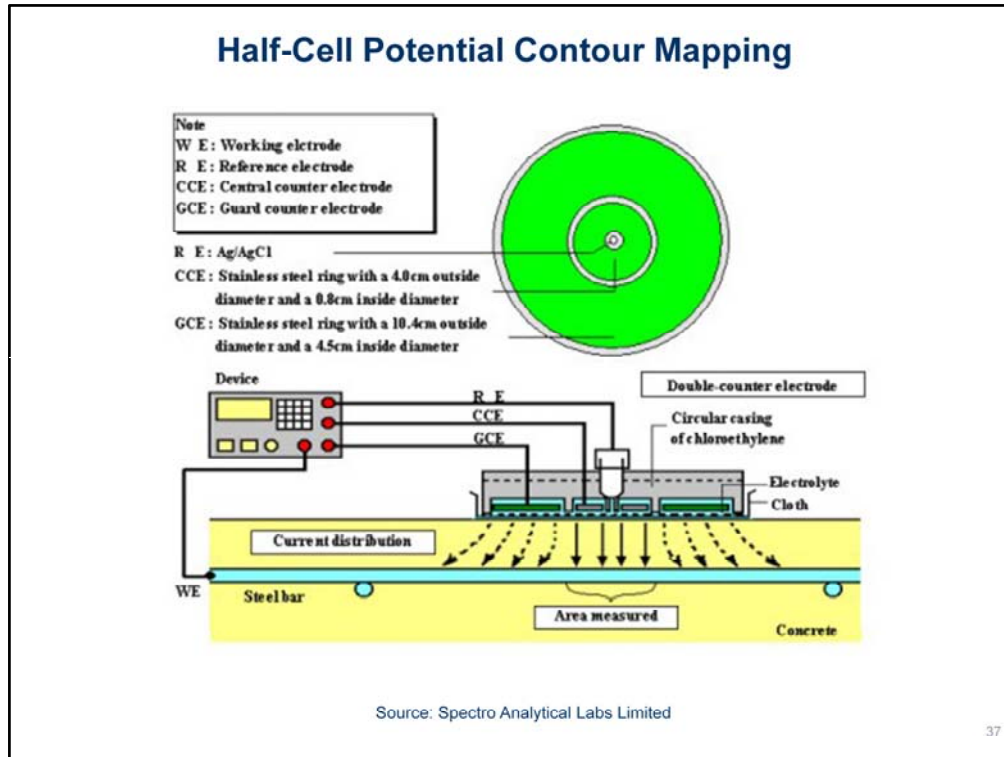 Half-Cell Potential Contour Mapping
Note
W E : Working elctrode
R E : Reference electrode
CCE : Central counter electrode
GCE : Guard counter electrode
R E : Ag/AgCl
CCE : Stainless steel ring with a 4.0cm outside
diameter and a 0.8cm inside diameter
GCE : Stainless steel ring with a 10.4cm outside
diameter and a 4.5cm inside diameter
Device
Double-counter electrode
R E
CCE
GCE
Circular casing
of chloroethylene
Electrolyte
Cloth
Current distribution
WE
Steel bar
Area measured
Concrete
Source: Spectro Analytical Labs Limited
37